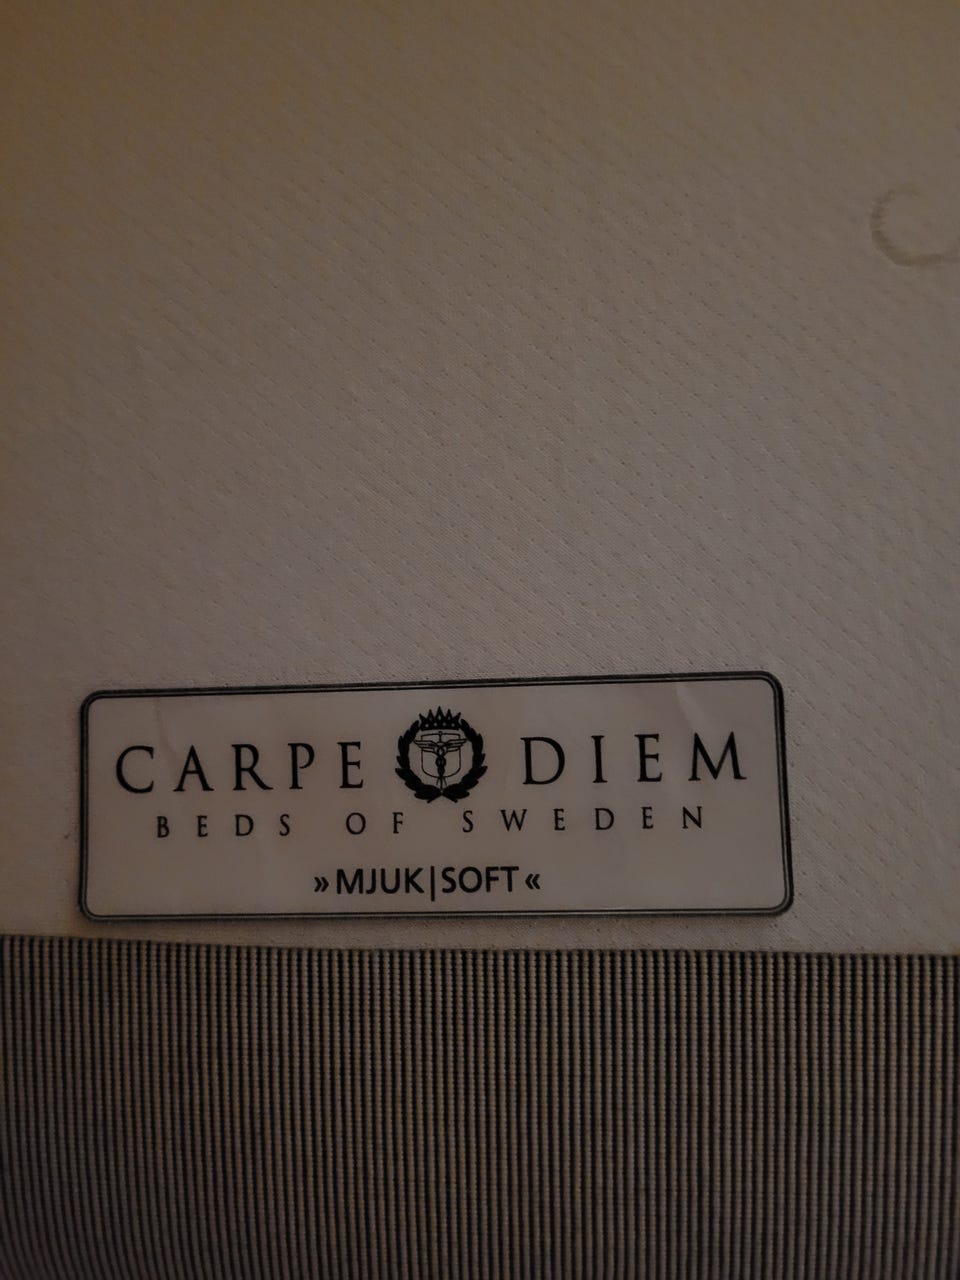 CARPE DIEM
BEDS OF SWEDEN
»MJUK|SOFT«